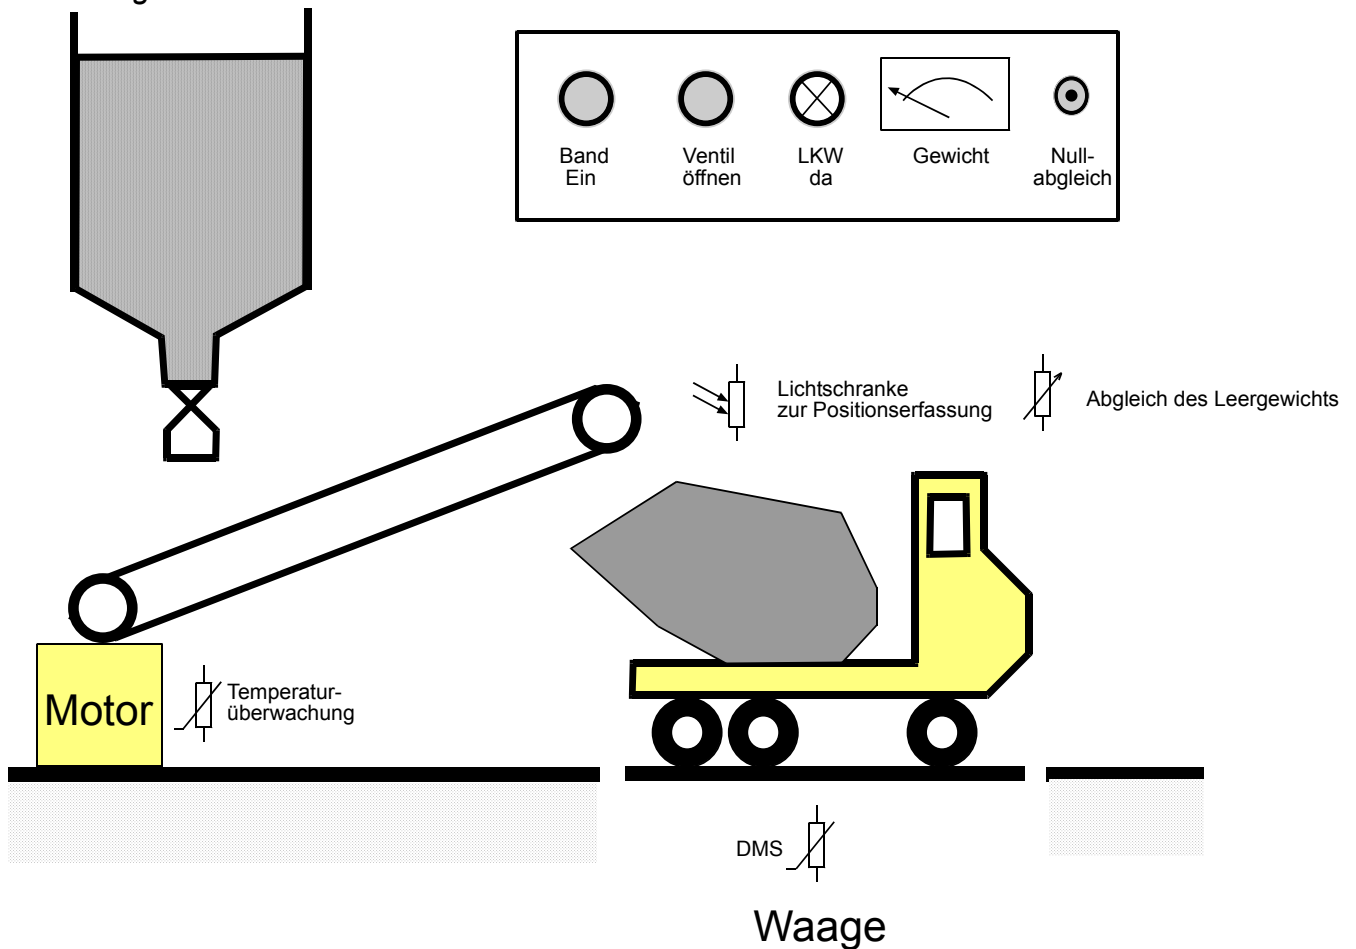 Band
Ein
Ventil
öffnen
LKW
da
Gewicht
Null-
abgleich
Lichtschranke
zur Positionserfassung
Abgleich des Leergewichts
Motor
Temperatur-
überwachung
DMS
Waage